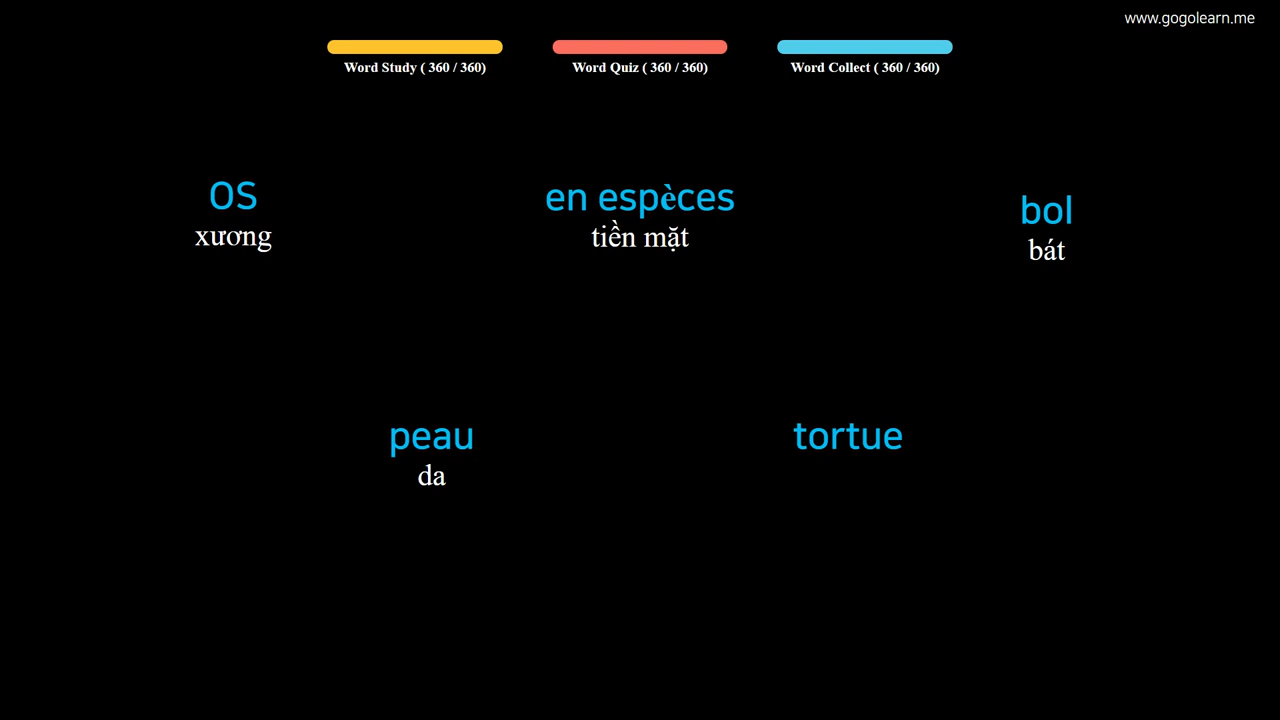 www.gogolearn.me
Word Study ( 360 / 360)
Word Quiz ( 360 / 360)
Word Collect ( 360 / 360)
os
xương
en espèces
tiền mặt
bol
bát
peau
da
tortue